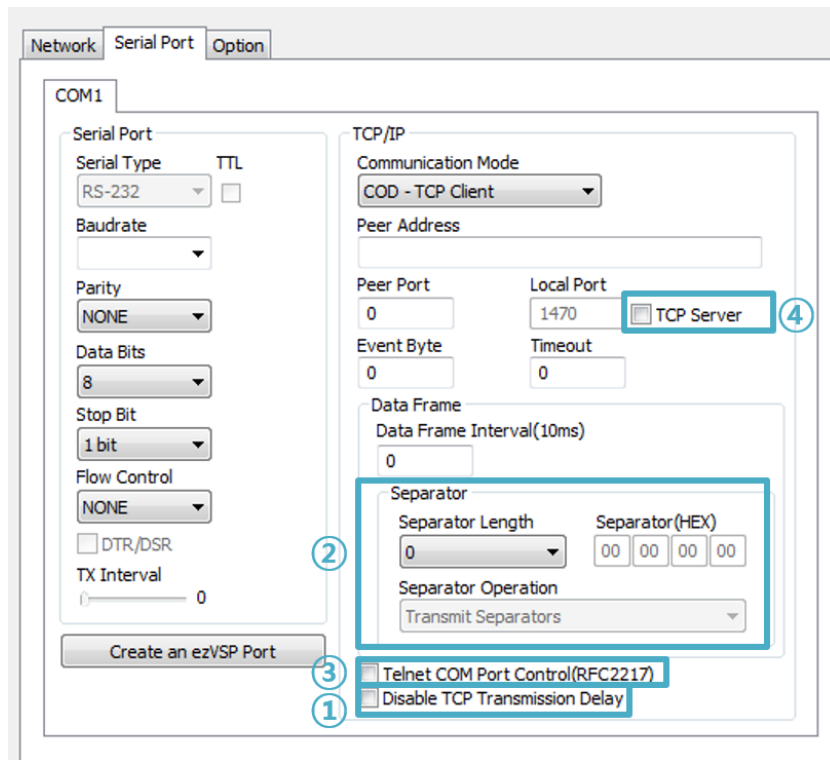 Network Serial Port Option
COM1
Serial Port
Serial Type TTL
RS-232
Baudrate
Parity
NONE
Data Bits
8
Stop Bit
1 bit
Flow Control
NONE
DTR/DSR
TX Interval
0
Create an ezVSP Port
TCP/IP
Communication Mode
COD - TCP Client
Peer Address
Peer Port Local Port
0 1470 TCP Server ④
Event Byte Timeout
0 0
Data Frame
Data Frame Interval(10ms)
0
②
Separator
Separator Length Separator(HEX)
0 00 00 00 00
Separator Operation
Transmit Separators
③ Telnet COM Port Control(RFC2217)
① Disable TCP Transmission Delay